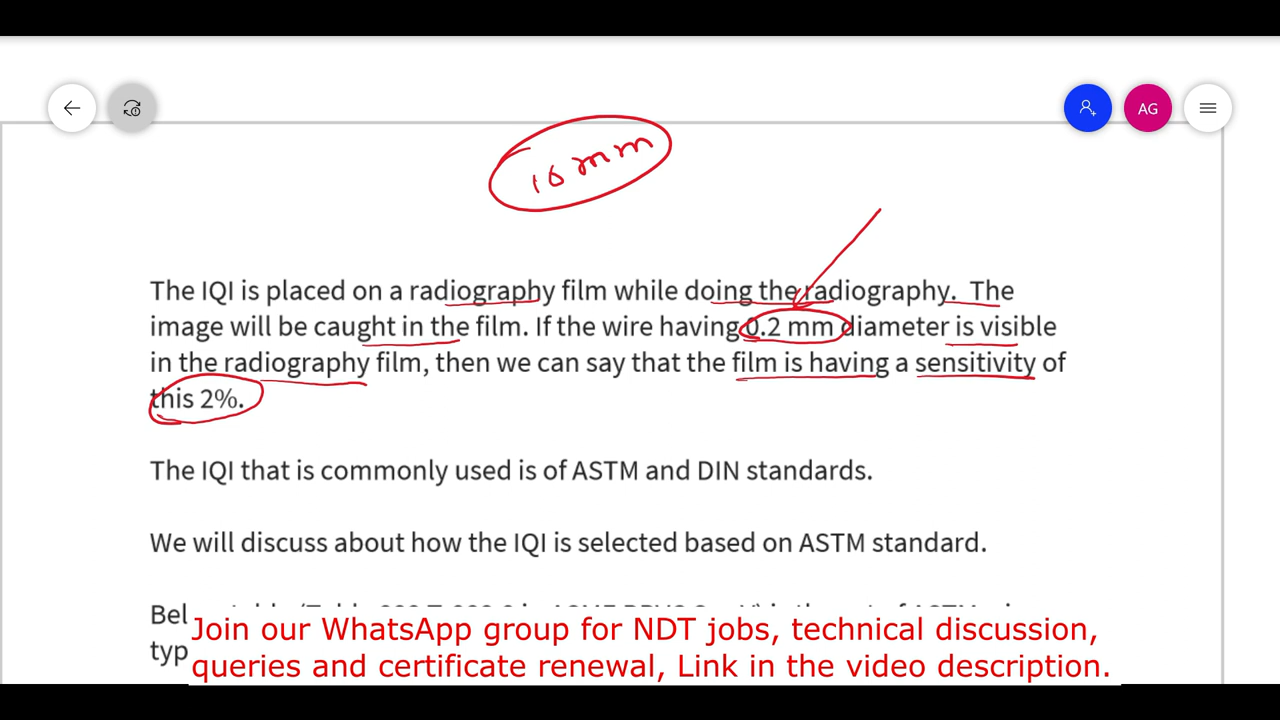 AG
10 mm
The IQI is placed on a radiography film while doing the radiography. The
image will be caught in the film. If the wire having 0.2 mm diameter is visible
in the radiography film, then we can say that the film is having a sensitivity of
this 2%.
The IQI that is commonly used is of ASTM and DIN standards.
We will discuss about how the IQI is selected based on ASTM standard.
Bel
typ
Join our WhatsApp group for NDT jobs, technical discussion,
queries and certificate renewal, Link in the video description.